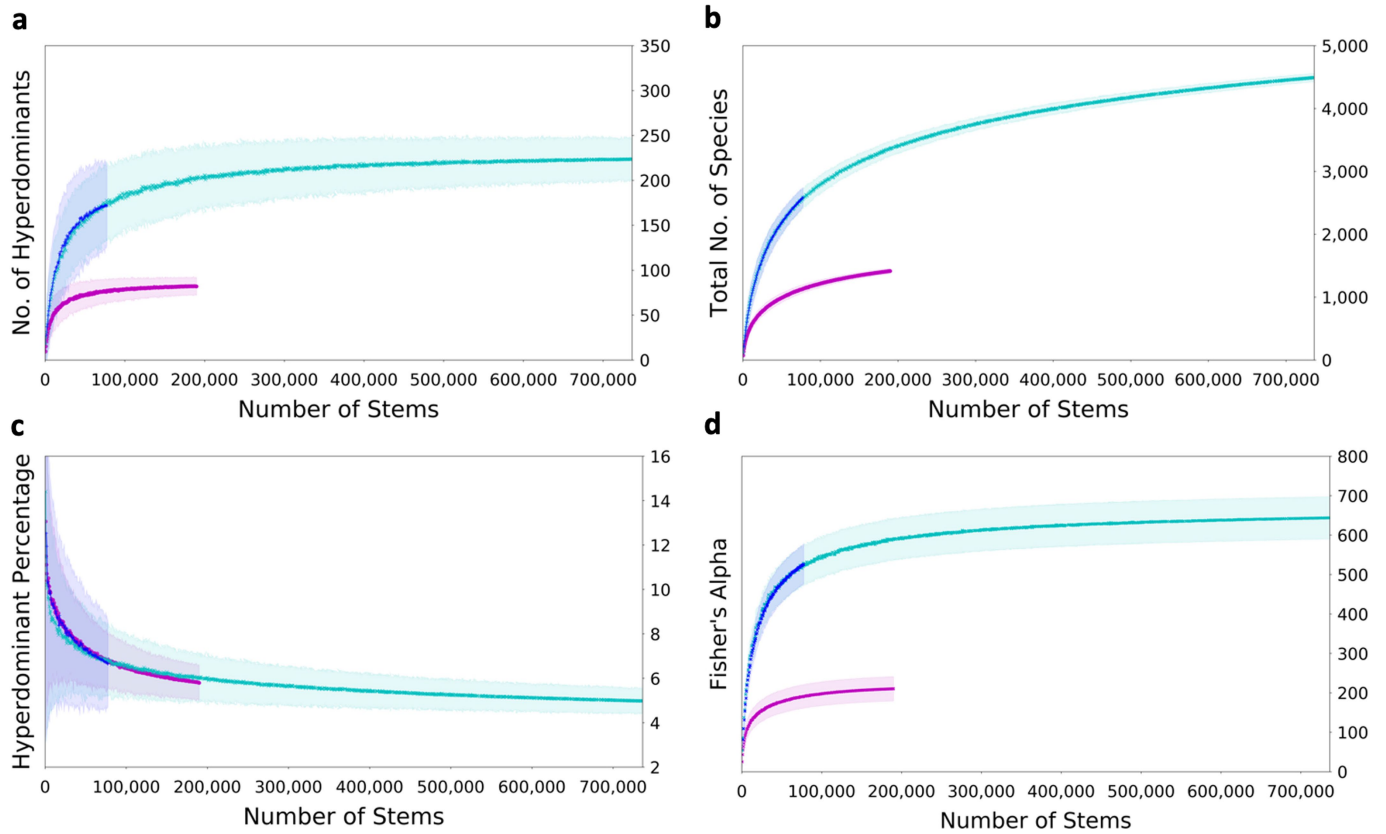 a
No. of Hyperdominants
350
300
250
200
150
100
50
0
0 100,000 200,000 300,000 400,000 500,000 600,000 700,000
Number of Stems
b
Total No. of Species
5,000
4,000
3,000
2,000
1,000
0
0 100,000 200,000 300,000 400,000 500,000 600,000 700,000
Number of Stems
c
Hyperdominant Percentage
16
14
12
10
8
6
4
2
0 100,000 200,000 300,000 400,000 500,000 600,000 700,000
Number of Stems
d
Fisher's Alpha
800
700
600
500
400
300
200
100
0
0 100,000 200,000 300,000 400,000 500,000 600,000 700,000
Number of Stems